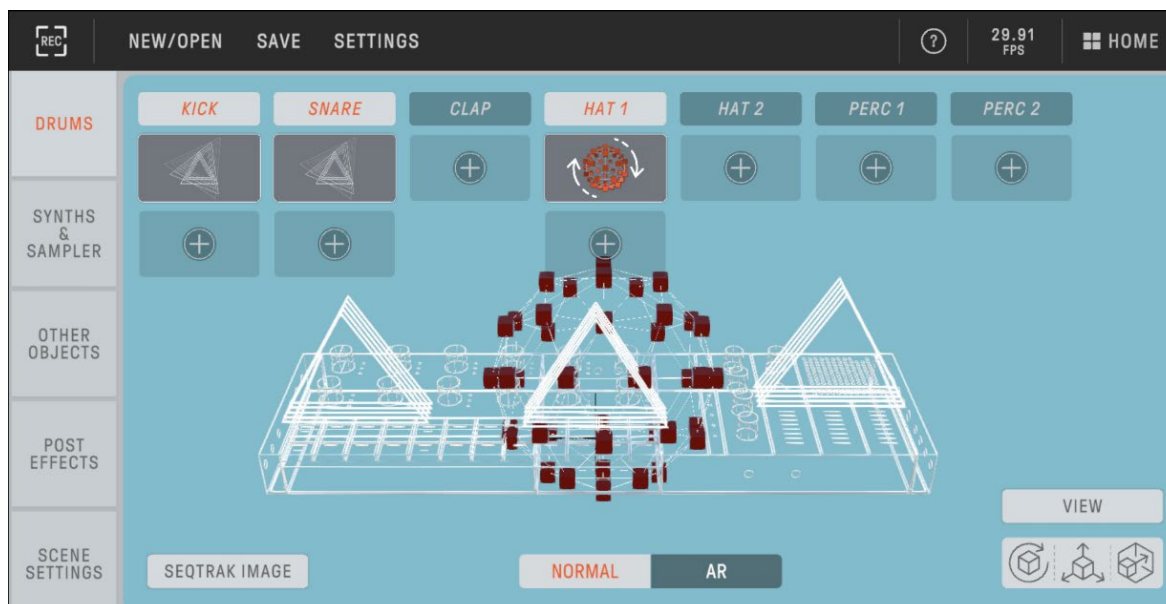 REC
NEW/OPEN SAVE SETTINGS
?
29.91
FPS
HOME
DRUMS
SYNTHS
&
SAMPLER
OTHER
OBJECTS
POST
EFFECTS
SCENE
SETTINGS
KICK SNARE CLAP HAT 1 HAT 2 PERC 1 PERC 2
SEQTRAK IMAGE
NORMAL AR
VIEW